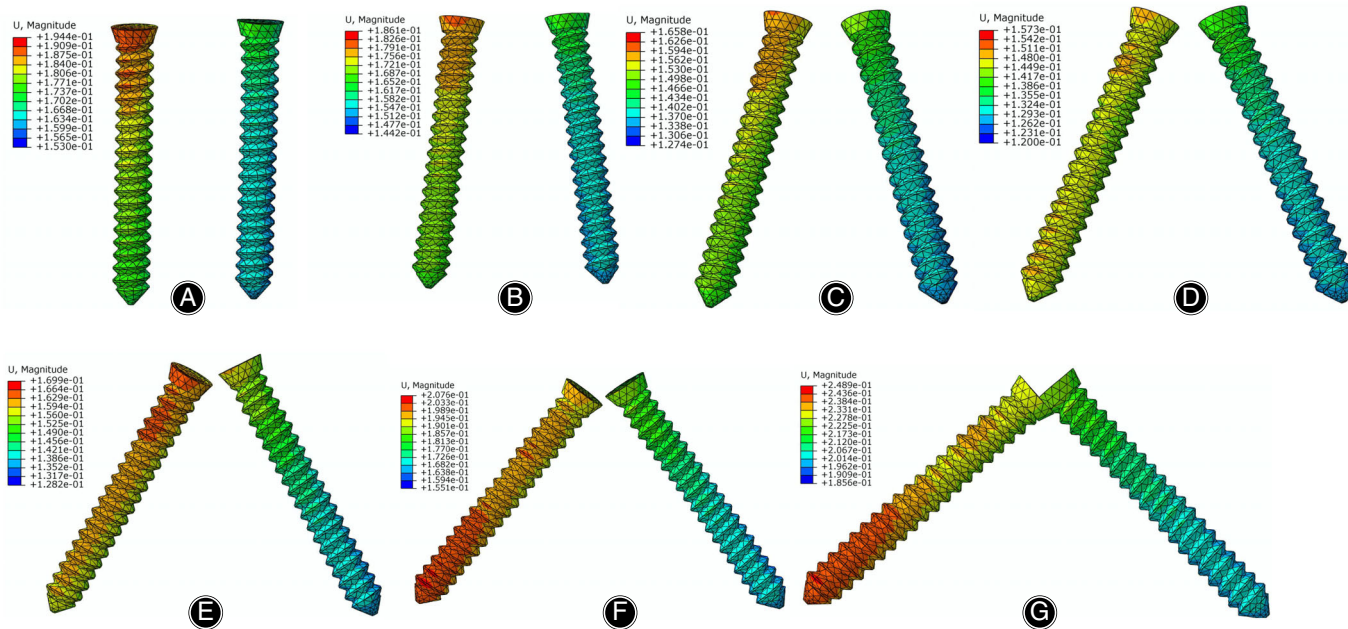 U, Magnitude
+1.944e-01
+1.909e-01
+1.875e-01
+1.840e-01
+1.806e-01
+1.771e-01
+1.737e-01
+1.702e-01
+1.668e-01
+1.634e-01
+1.599e-01
+1.565e-01
+1.530e-01
A
U, Magnitude
+1.861e-01
+1.826e-01
+1.791e-01
+1.756e-01
+1.721e-01
+1.687e-01
+1.652e-01
+1.617e-01
+1.582e-01
+1.547e-01
+1.512e-01
+1.477e-01
+1.442e-01
B
U, Magnitude
+1.658e-01
+1.626e-01
+1.594e-01
+1.562e-01
+1.530e-01
+1.498e-01
+1.466e-01
+1.434e-01
+1.402e-01
+1.370e-01
+1.338e-01
+1.306e-01
+1.274e-01
C
U, Magnitude
+1.573e-01
+1.542e-01
+1.511e-01
+1.480e-01
+1.449e-01
+1.417e-01
+1.386e-01
+1.355e-01
+1.324e-01
+1.293e-01
+1.262e-01
+1.231e-01
+1.200e-01
D
U, Magnitude
+1.699e-01
+1.664e-01
+1.629e-01
+1.594e-01
+1.560e-01
+1.525e-01
+1.490e-01
+1.456e-01
+1.421e-01
+1.386e-01
+1.352e-01
+1.317e-01
+1.282e-01
E
U, Magnitude
+2.076e-01
+2.033e-01
+1.989e-01
+1.945e-01
+1.901e-01
+1.857e-01
+1.813e-01
+1.770e-01
+1.726e-01
+1.682e-01
+1.638e-01
+1.594e-01
+1.551e-01
F
U, Magnitude
+2.489e-01
+2.436e-01
+2.384e-01
+2.331e-01
+2.278e-01
+2.225e-01
+2.173e-01
+2.120e-01
+2.067e-01
+2.014e-01
+1.962e-01
+1.909e-01
+1.856e-01
G